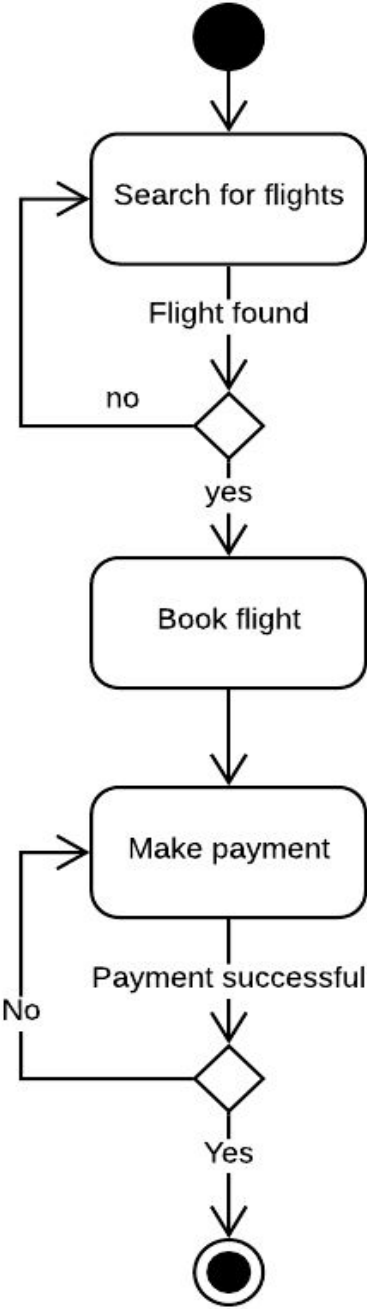 Search for flights
Flight found
no
yes
Book flight
Make payment
Payment successful
No
Yes